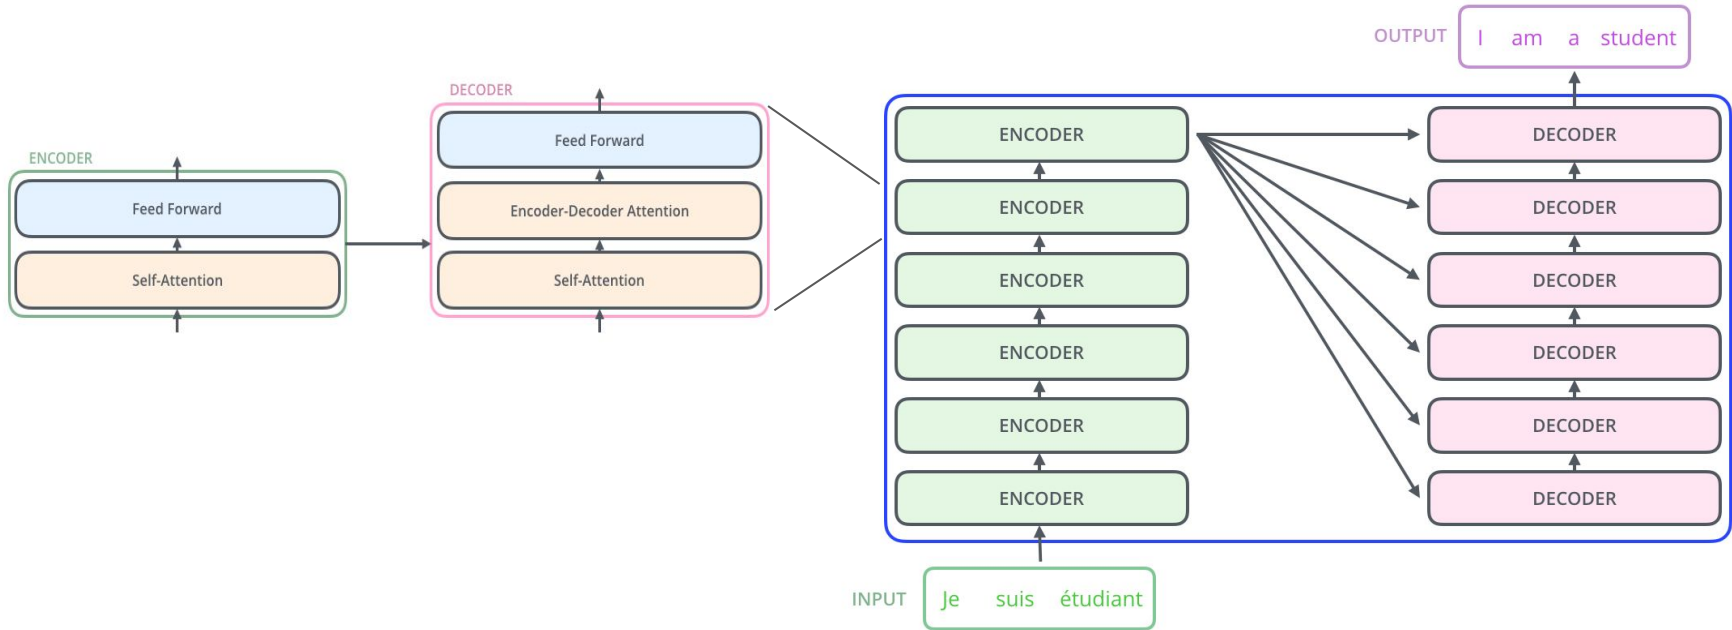 ENCODER
Feed Forward
Self-Attention
DECODER
Feed Forward
Encoder-Decoder Attention
Self-Attention
OUTPUT
I am a student
ENCODER
ENCODER
ENCODER
ENCODER
ENCODER
ENCODER
DECODER
DECODER
DECODER
DECODER
DECODER
DECODER
INPUT
Je suis étudiant